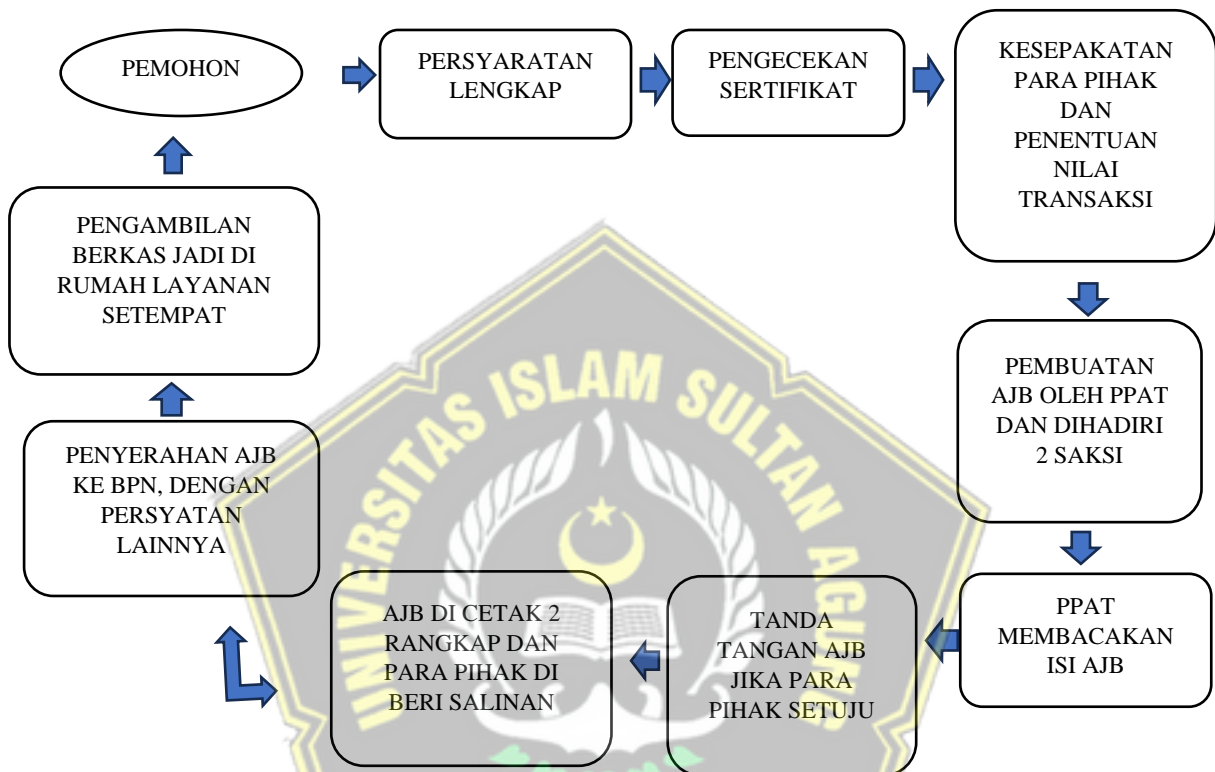 PEMOHON
PERSYARATAN
LENGKAP
PENGECEKAN
SERTIFIKAT
KESEPAKATAN
PARA PIHAK
DAN
PENENTUAN
NILAI
TRANSAKSI
PEMBUATAN
AJB OLEH PPAT
DAN DIHADIRI
2 SAKSI
PPAT
MEMBACAKAN
ISI AJB
TANDA
TANGAN AJB
JIKA PARA
PIHAK SETUJU
AJB DI CETAK 2
RANGKAP DAN
PARA PIHAK DI
BERI SALINAN
PENYERAHAN AJB
KE BPN, DENGAN
PERSYATAN
LAINNYA
PENGAMBILAN
BERKAS JADI DI
RUMAH LAYANAN
SETEMPAT
UNIVERSITAS ISLAM SULTAN AGUNG